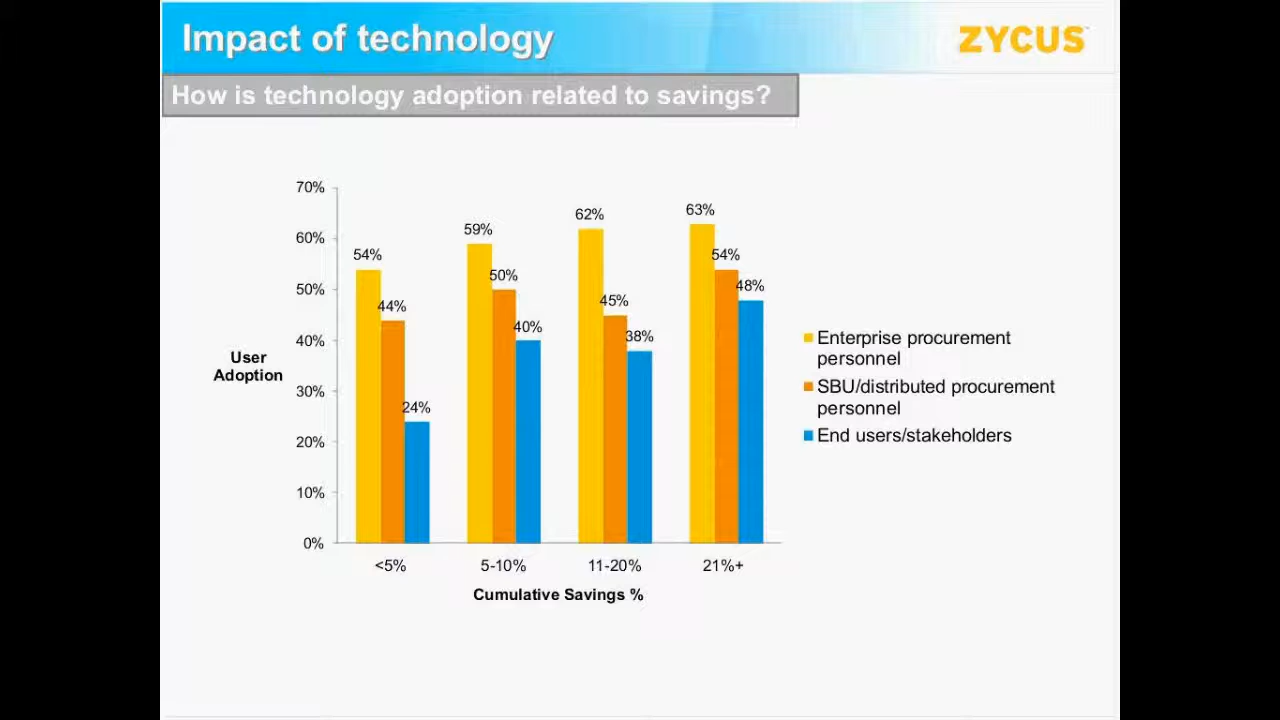 Impact of technology
ZYCUS
How is technology adoption related to savings?
70%
60%
50%
40%
30%
20%
10%
0%
User
Adoption
54%
44%
24%
59%
50%
40%
62%
45%
38%
63%
54%
48%
<5%
5-10%
11-20%
21%+
Cumulative Savings %
Enterprise procurement
personnel
SBU/distributed procurement
personnel
End users/stakeholders